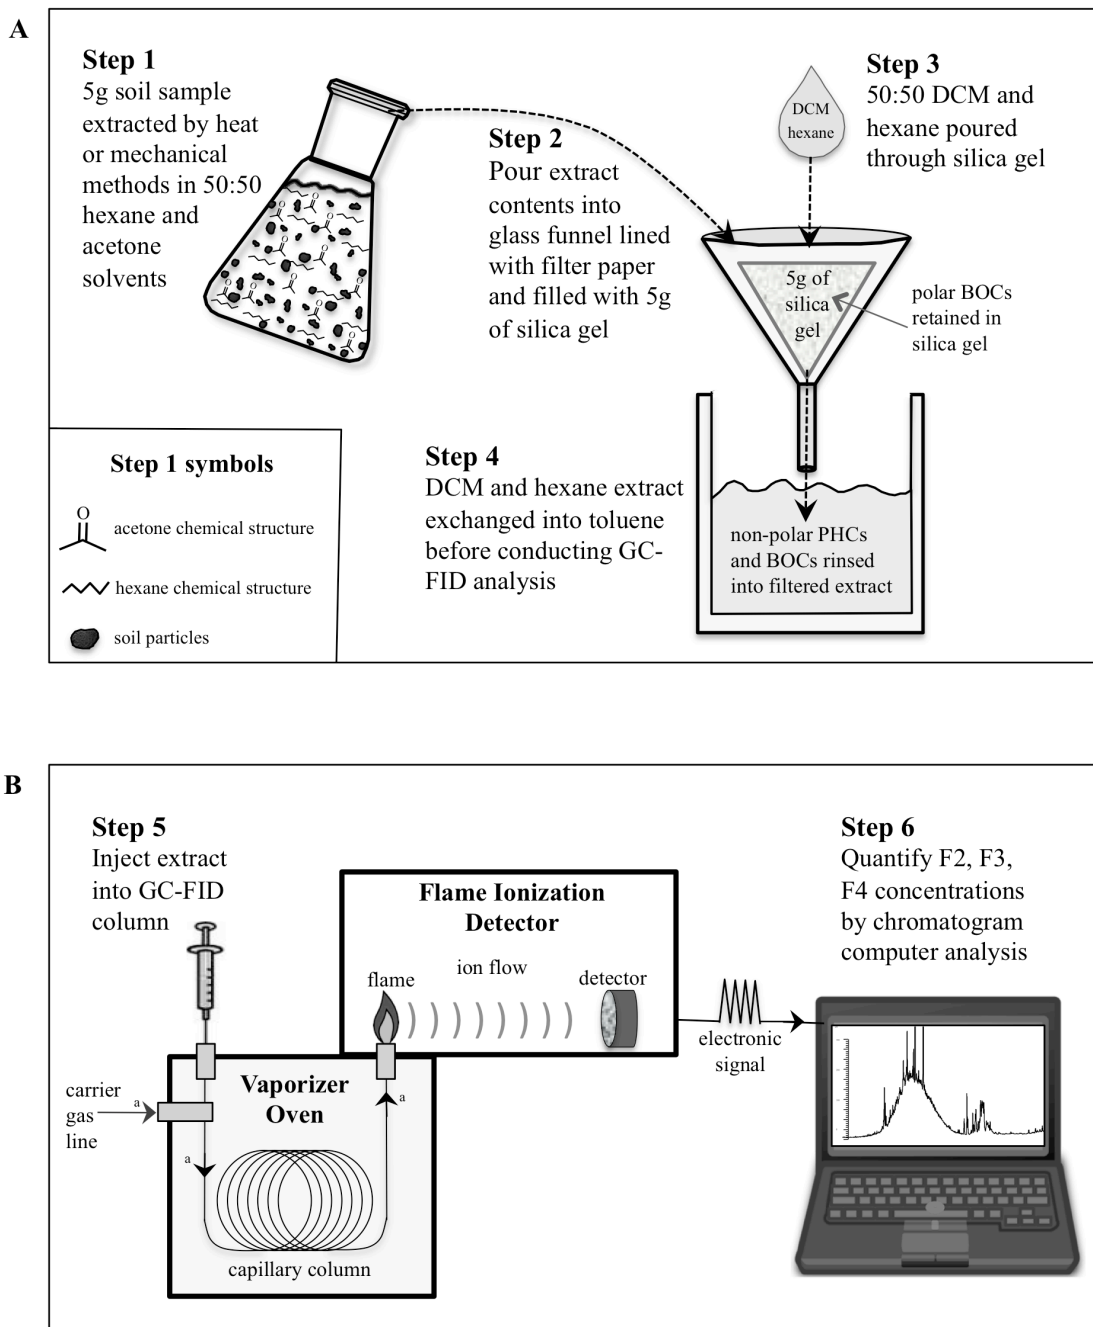 A
Step 1
5g soil sample
extracted by heat
or mechanical
methods in 50:50
hexane and
acetone
solvents
Step 2
Pour extract
contents into
glass funnel lined
with filter paper
and filled with 5g
of silica gel
DCM
hexane
Step 3
50:50 DCM and
hexane poured
through silica gel
5g of
silica
gel
polar BOCs
retained in
silica gel
Step 4
DCM and hexane extract
exchanged into toluene
before conducting GC-
FID analysis
non-polar PHCs
and BOCs rinsed
into filtered extract
Step 1 symbols
O
acetone chemical structure
hexane chemical structure
soil particles
B
Step 5
Inject extract
into GC-FID
column
Flame Ionization
Detector
flame
ion flow
detector
electronic
signal
Step 6
Quantify F2, F3,
F4 concentrations
by chromatogram
computer analysis
carrier
gas
line
a
Vaporizer
Oven
a
a
capillary column